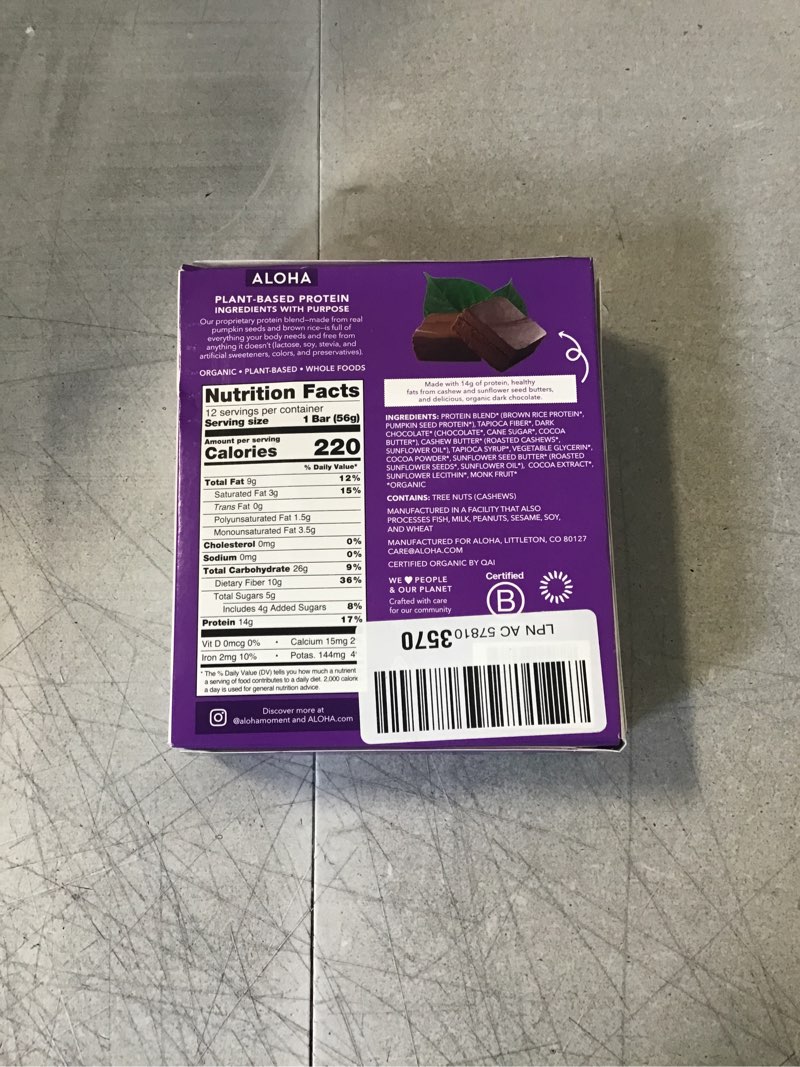 ALOHA
PLANT-BASED PROTEIN
INGREDIENTS WITH PURPOSE
Our proprietary protein blend—made from real
pumpkin seeds and brown rice—is full of
everything your body needs and free from
anything it doesn't (lactose, soy, stevia, and
artificial sweeteners, colors, and preservatives).
ORGANIC • PLANT-BASED • WHOLE FOODS
Nutrition Facts
12 servings per container
Serving size 1 Bar (56g)
Amount per serving
Calories 220
% Daily Value*
Total Fat 9g 12%
Saturated Fat 3g 15%
Trans Fat 0g
Polyunsaturated Fat 1.5g
Monounsaturated Fat 3.5g
Cholesterol 0mg 0%
Sodium 0mg 0%
Total Carbohydrate 26g 9%
Dietary Fiber 10g 36%
Total Sugars 5g
Includes 4g Added Sugars 8%
Protein 14g 17%
Vit D 0mcg 0% • Calcium 15mg 2
Iron 2mg 10% • Potas. 144mg 4
* The % Daily Value (DV) tells you how much a nutrient
a serving of food contributes to a daily diet. 2,000 calorie
a day is used for general nutrition advice.
Discover more at
@alohamoment and ALOHA.com
Made with 14g of protein, healthy
fats from cashew and sunflower seed butters,
and delicious, organic dark chocolate.
INGREDIENTS: PROTEIN BLEND* (BROWN RICE PROTEIN*,
PUMPKIN SEED PROTEIN*), TAPIOCA FIBER*, DARK
CHOCOLATE* (CHOCOLATE*, CANE SUGAR*, COCOA
BUTTER*), CASHEW BUTTER* (ROASTED CASHEWS*,
SUNFLOWER OIL*), TAPIOCA SYRUP*, VEGETABLE GLYCERIN*,
COCOA POWDER*, SUNFLOWER SEED BUTTER* (ROASTED
SUNFLOWER SEEDS*, SUNFLOWER OIL*), COCOA EXTRACT*,
SUNFLOWER LECITHIN*, MONK FRUIT*
*ORGANIC
CONTAINS: TREE NUTS (CASHEWS)
MANUFACTURED IN A FACILITY THAT ALSO
PROCESSES FISH, MILK, PEANUTS, SESAME, SOY,
AND WHEAT
MANUFACTURED FOR ALOHA, LITTLETON, CO 80127
CARE@ALOHA.COM
CERTIFIED ORGANIC BY QAI
WE ♥ PEOPLE
& OUR PLANET
Crafted with care
for our community
Certified
B
LPN AC 578103570